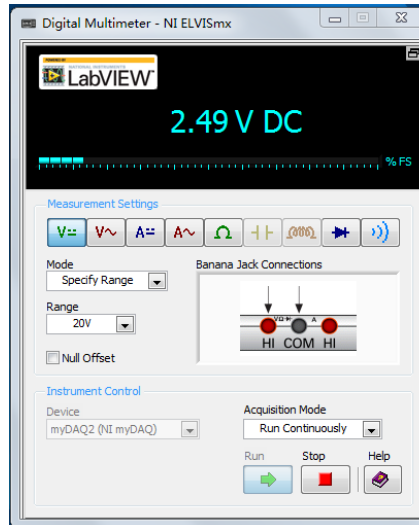 Digital Multimeter - NI ELVISmx
POWERED BY
NATIONAL INSTRUMENTS
LabVIEW™
2.49 V DC
% FS
Measurement Settings
V V A A Ω
Mode
Banana Jack Connections
Specify Range
Range
20V
VΩ A
HI COM HI
Null Offset
Instrument Control
Device
Acquisition Mode
myDAQ2 (NI myDAQ)
Run Continuously
Run Stop Help